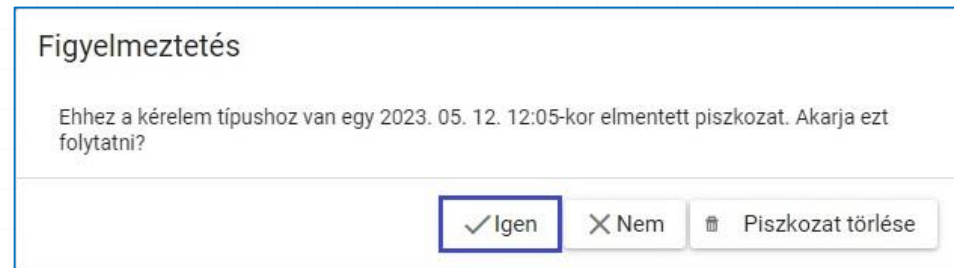 Figyelmeztetés
Ehhez a kérelem típushoz van egy 2023. 05. 12. 12:05-kor elmentett piszkozat. Akarja ezt
folytatni?
Igen Nem Piszkozat törlése